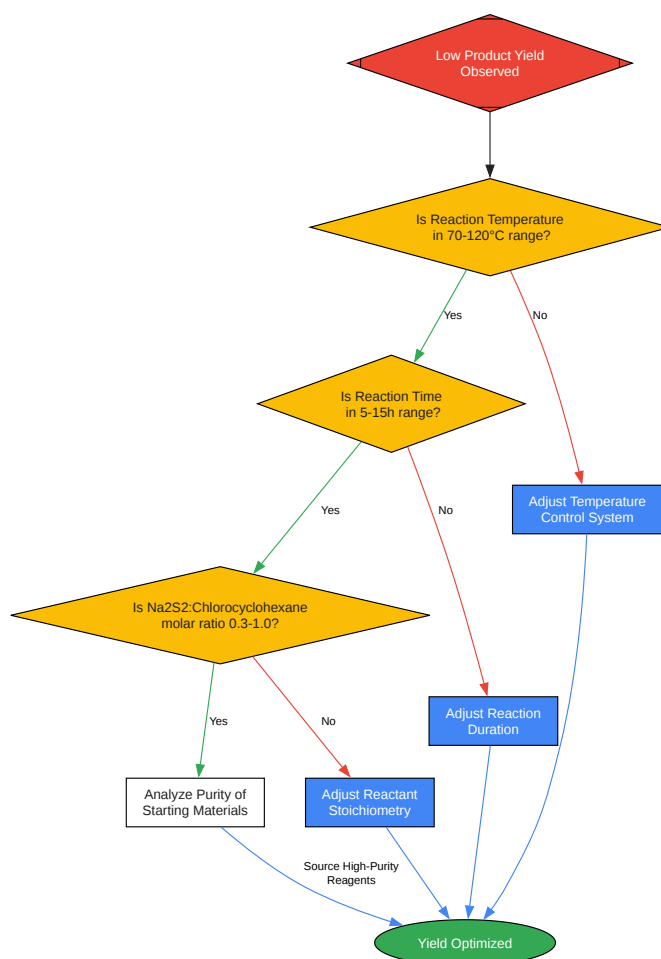 Low Product Yield
Observed
Is Reaction Temperature
in 70-120°C range?
Yes
No
Is Reaction Time
in 5-15h range?
Yes
No
Adjust Temperature
Control System
Is Na2S2:Chlorocyclohexane
molar ratio 0.3-1.0?
Yes
No
Adjust Reaction
Duration
Analyze Purity of
Starting Materials
Adjust Reactant
Stoichiometry
Source High-Purity
Reagents
Yield Optimized